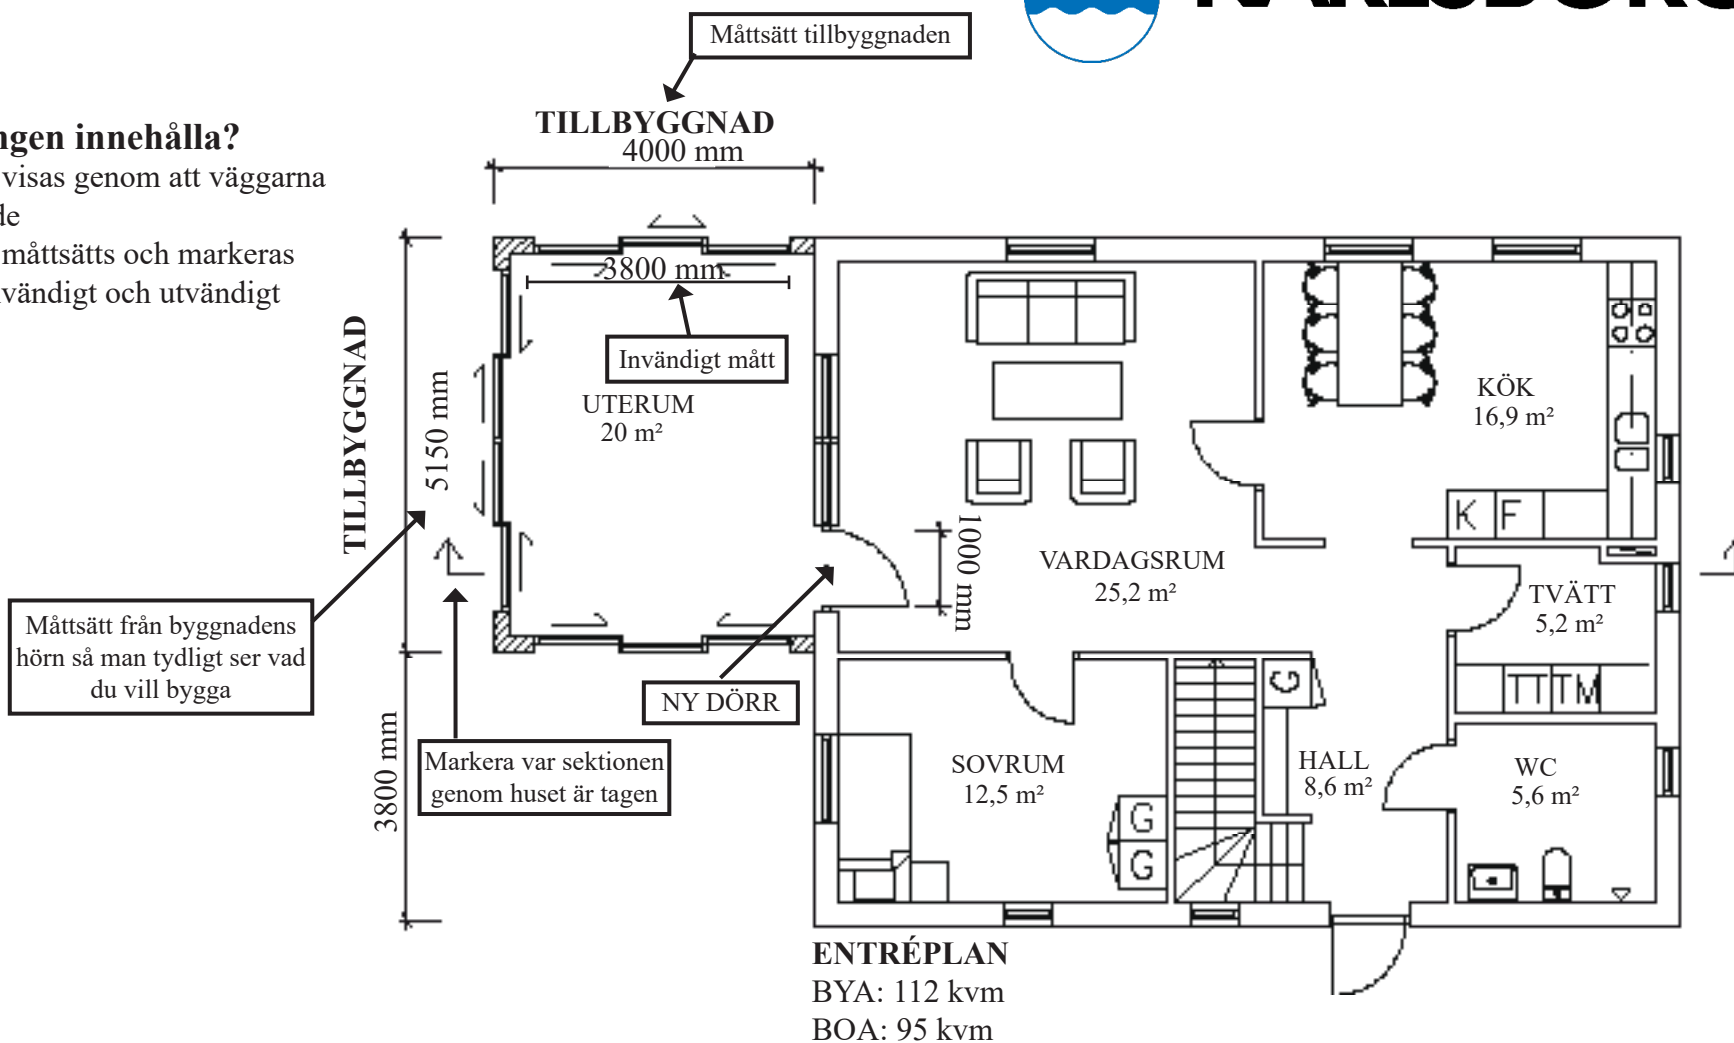 Måttsätt tillbyggnaden
TILLBYGGNAD
4000 mm
innehålla?
visas genom att väggarna
måttsätts och markeras
och utvändigt
3800 mm
Invändigt mått
UTERUM
20 m²
TILLBYGGNAD
5150 mm
KÖK
16,9 m²
K F
1000 mm
VARDAGSRUM
25,2 m²
TVÄTT
5,2 m²
TT TM
Måttsätt från byggnadens
hörn så man tydligt ser vad
du vill bygga
NY DÖRR
G
3800 mm
Markera var sektionen
genom huset är tagen
SOVRUM
12,5 m²
G
G
HALL
8,6 m²
WC
5,6 m²
ENTRÉPLAN
BYA: 112 kvm
BOA: 95 kvm